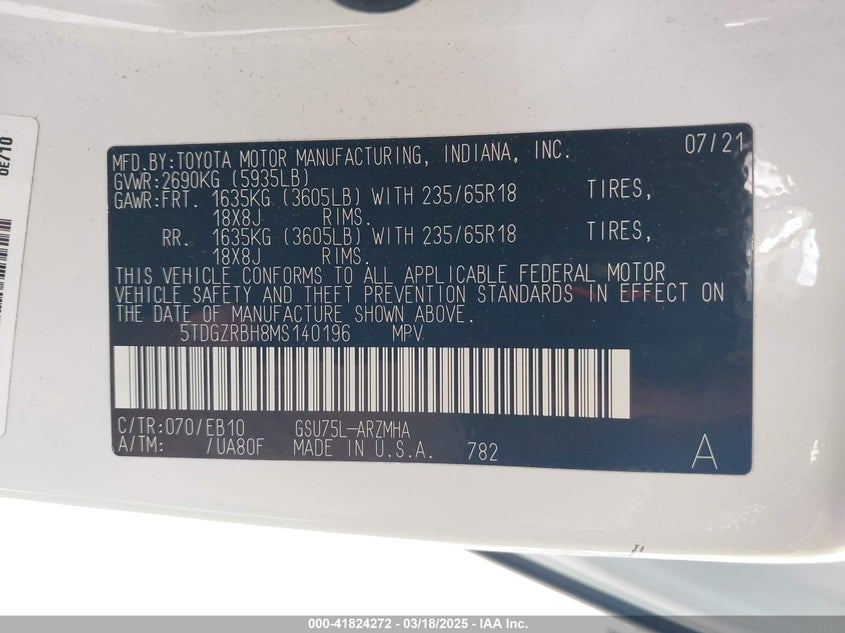 0E/10
MFD.BY:TOYOTA MOTOR MANUFACTURING, INDIANA, INC. 07/21
GVWR:2690KG (5935LB)
GAWR:FRT. 1635KG (3605LB) WITH 235/65R18 TIRES,
18X8J RIMS.
RR. 1635KG (3605LB) WITH 235/65R18 TIRES,
18X8J RIMS.
THIS VEHICLE CONFORMS TO ALL APPLICABLE FEDERAL MOTOR
VEHICLE SAFETY AND THEFT PREVENTION STANDARDS IN EFFECT ON
THE DATE OF MANUFACTURE SHOWN ABOVE.
5TDGZRBH8MS140196 MPV
C/TR:070/EB10 GSU75L-ARZMHA
A/TM: /UA80F MADE IN U.S.A. 782 A
000-41824272 — 03/18/2025 — IAA Inc.